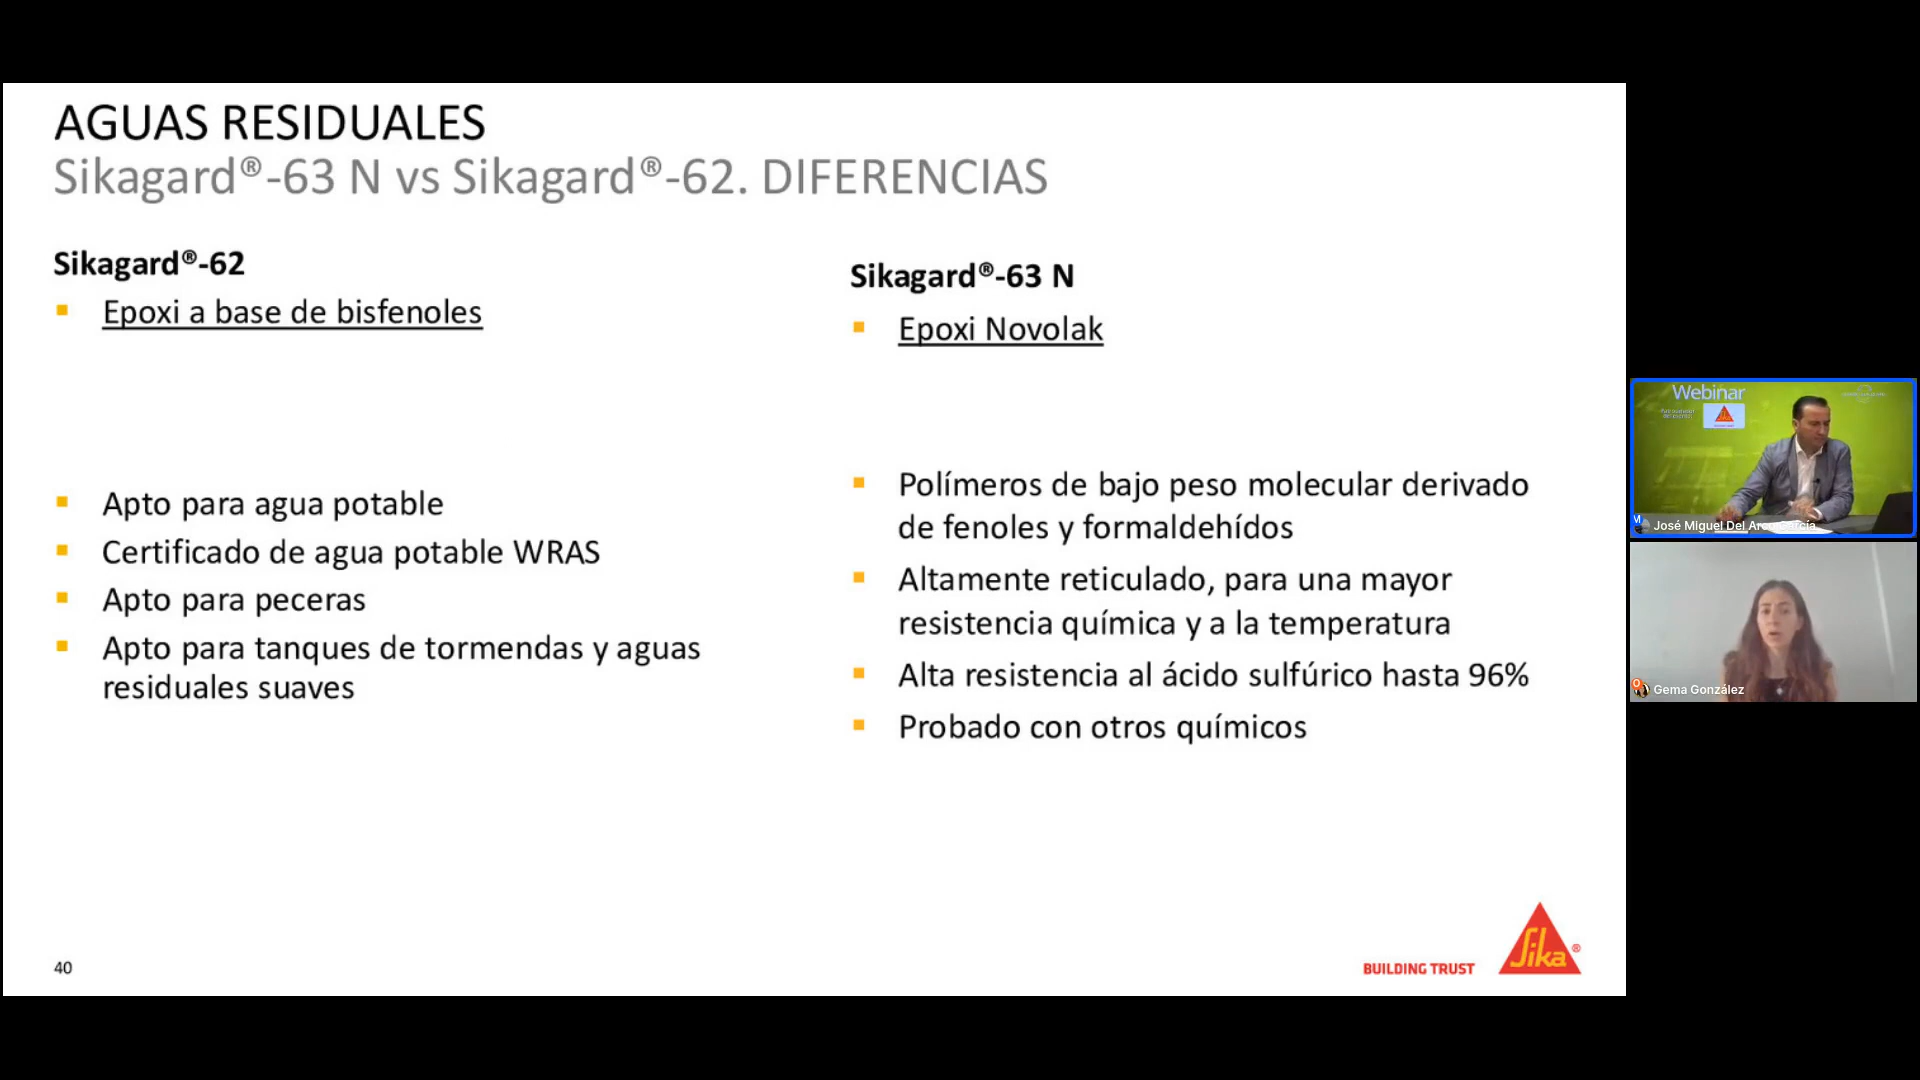 AGUAS RESIDUALES
Sikagard®-63 N vs Sikagard®-62. DIFERENCIAS
Sikagard®-62
Epoxi a base de bisfenoles
Apto para agua potable
Certificado de agua potable WRAS
Apto para peceras
Apto para tanques de tormendas y aguas
residuales suaves
Sikagard®-63 N
Epoxi Novolak
Polímeros de bajo peso molecular derivado
de fenoles y formaldehídos
Altamente reticulado, para una mayor
resistencia química y a la temperatura
Alta resistencia al ácido sulfúrico hasta 96%
Probado con otros químicos
40
BUILDING TRUST
Sika®
Webinar
José Miguel Del Arco García
Gema González